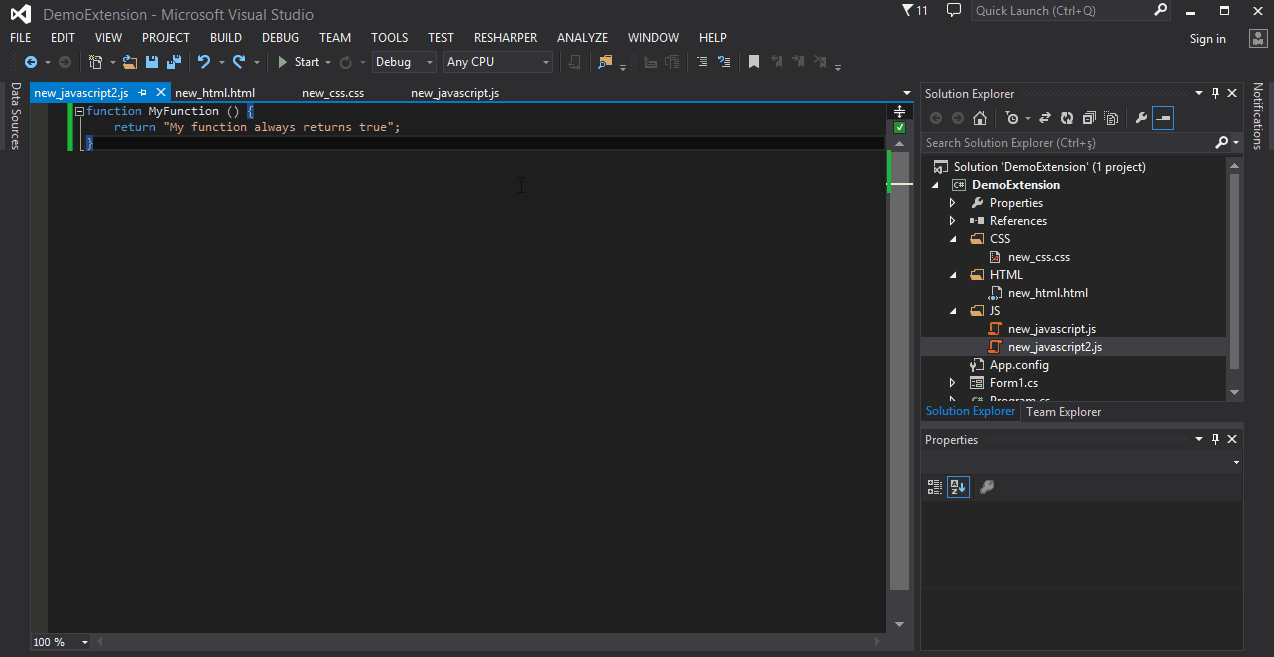 DemoExtension - Microsoft Visual Studio
11
Quick Launch (Ctrl+Q)
FILE EDIT VIEW PROJECT BUILD DEBUG TEAM TOOLS TEST RESHARPER ANALYZE WINDOW HELP
Sign in
Start Debug Any CPU
Data Sources
new_javascript2.js new_html.html new_css.css new_javascript.js
function MyFunction () {
return "My function always returns true";
}
100 %
Solution Explorer
Search Solution Explorer (Ctrl+ş)
Solution 'DemoExtension' (1 project)
C# DemoExtension
Properties
References
CSS
new_css.css
HTML
new_html.html
JS
new_javascript.js
new_javascript2.js
App.config
Form1.cs
C# Program.cs
Solution Explorer Team Explorer
Properties
Notifications